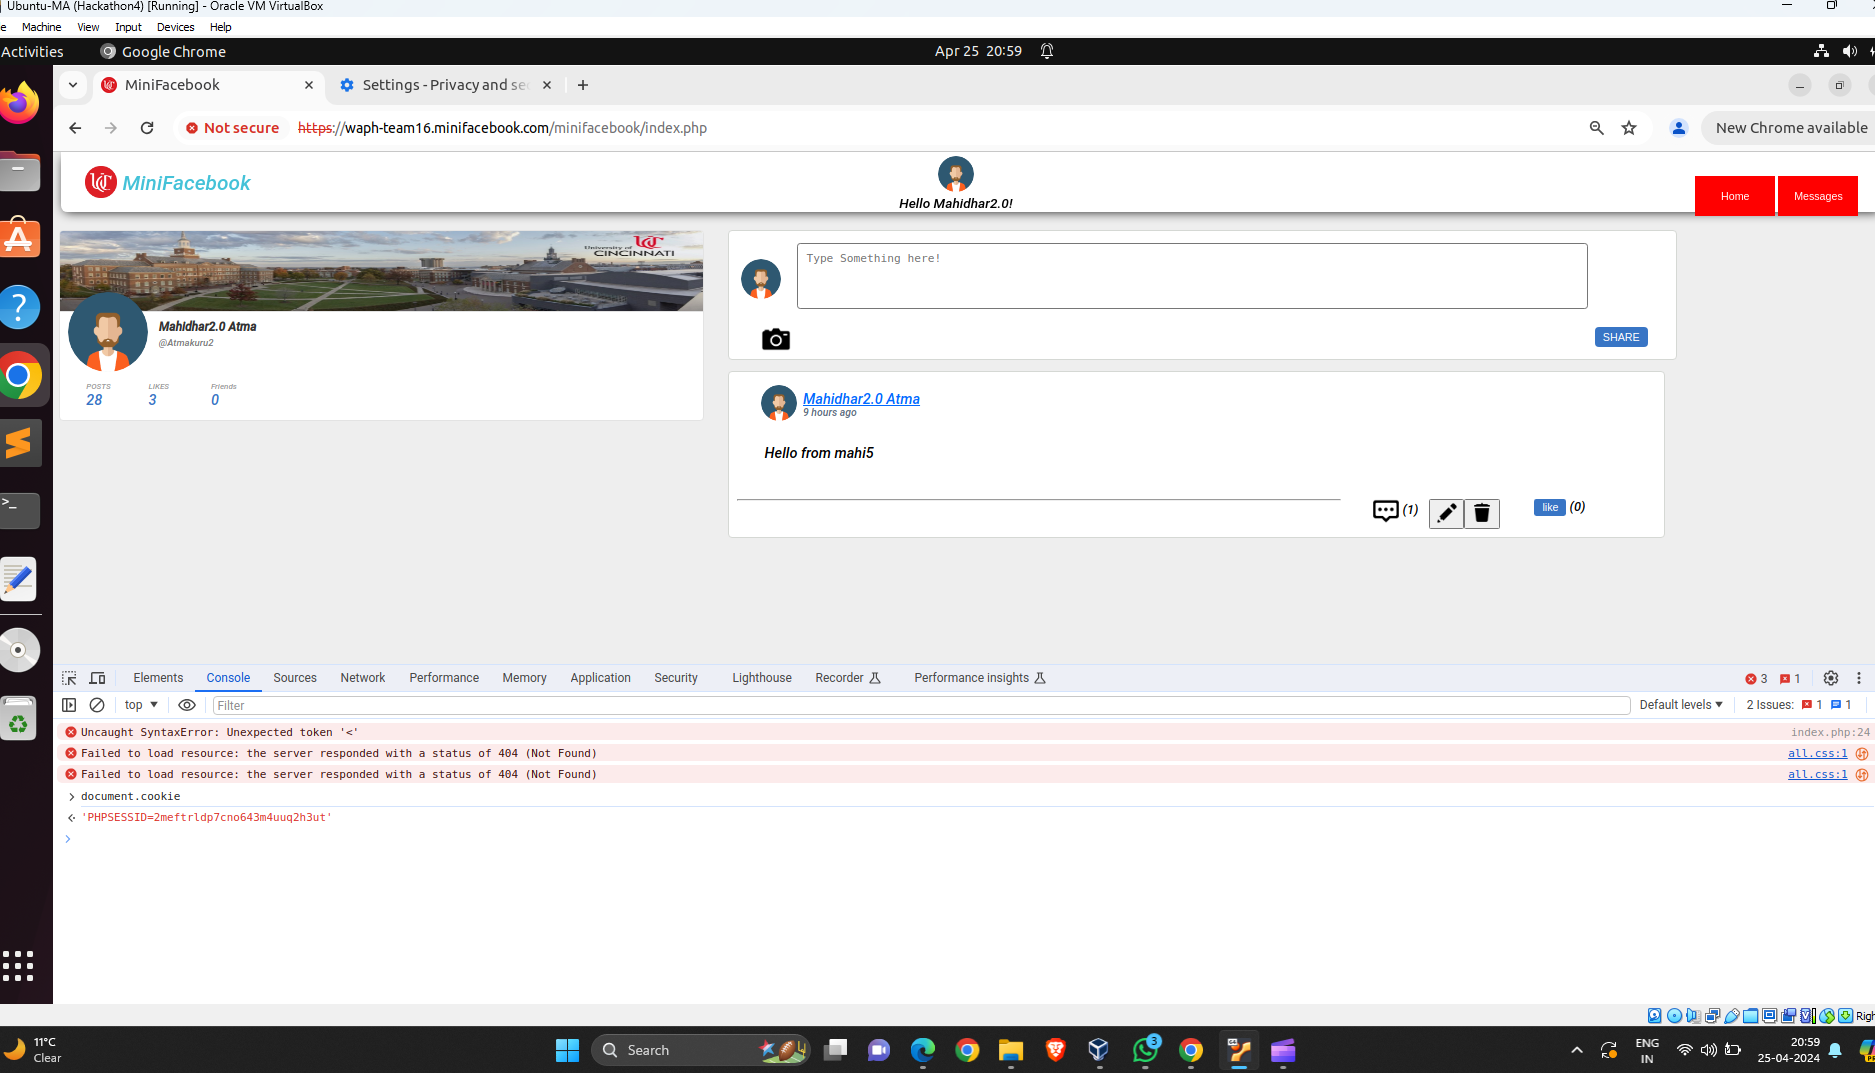 Ubuntu-MA (Hackathon4) [Running] - Oracle VM VirtualBox
Machine View Input Devices Help
Activities Google Chrome Apr 25 20:59
MiniFacebook Settings - Privacy and se
Not secure https://waph-team16.minifacebook.com/minifacebook/index.php New Chrome available
MiniFacebook
Hello Mahidhar2.0!
Home Messages
University of
CINCINNATI
Mahidhar2.0 Atma
@Atmakuru2
POSTS LIKES Friends
28 3 0
Type Something here!
SHARE
Mahidhar2.0 Atma
9 hours ago
Hello from mahi5
(1) like (0)
Elements Console Sources Network Performance Memory Application Security Lighthouse Recorder Performance insights 3 1
top Filter Default levels 2 Issues: 1 1
Uncaught SyntaxError: Unexpected token '<' index.php:24
Failed to load resource: the server responded with a status of 404 (Not Found) all.css:1
Failed to load resource: the server responded with a status of 404 (Not Found) all.css:1
document.cookie
'PHPSESSID=2meftrldp7cno643m4uuq2h3ut'
11°C
Clear
Search
3
ENG
IN
20:59
25-04-2024